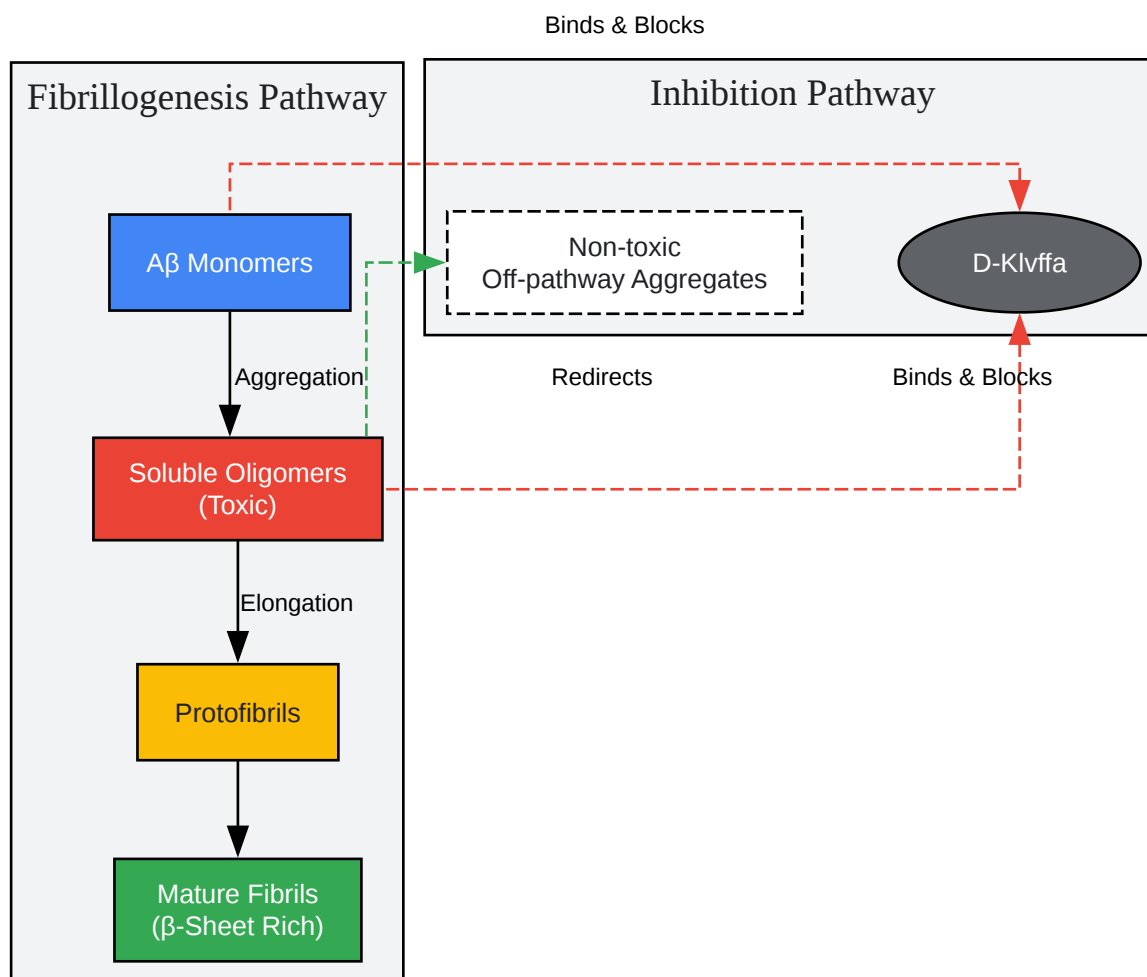 Binds & Blocks
Fibrillogenesis Pathway
Inhibition Pathway
Aβ Monomers
Non-toxic
Off-pathway Aggregates
D-Klvffa
Aggregation
Redirects
Binds & Blocks
Soluble Oligomers
(Toxic)
Elongation
Protofibrils
Mature Fibrils
(β-Sheet Rich)